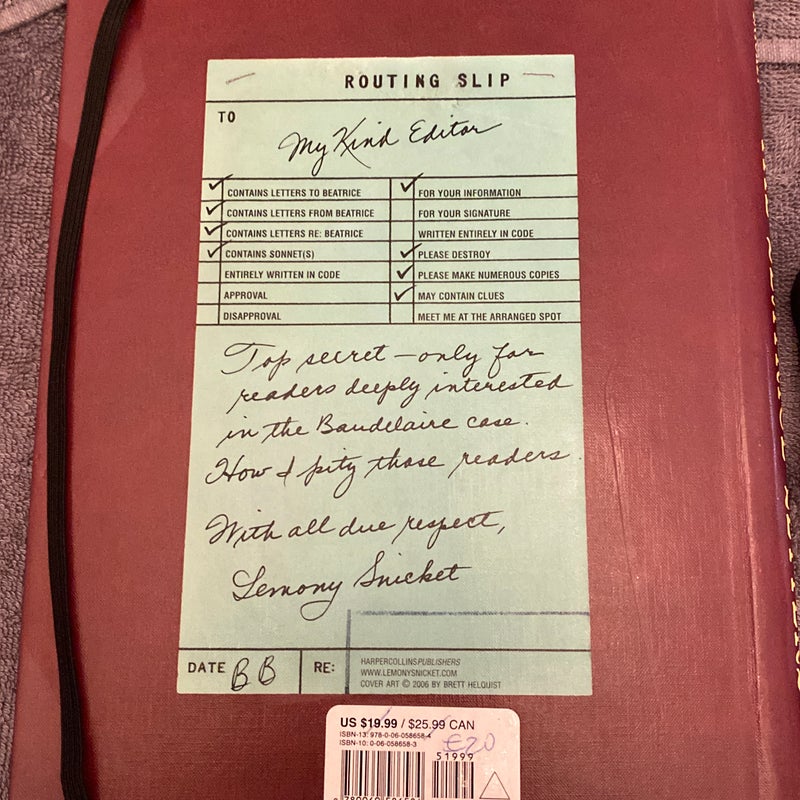 ROUTING SLIP
TO
My Kind Editor
CONTAINS LETTERS TO BEATRICE
FOR YOUR INFORMATION
CONTAINS LETTERS FROM BEATRICE
FOR YOUR SIGNATURE
CONTAINS LETTERS RE: BEATRICE
WRITTEN ENTIRELY IN CODE
CONTAINS SONNET(S)
PLEASE DESTROY
ENTIRELY WRITTEN IN CODE
PLEASE MAKE NUMEROUS COPIES
APPROVAL
MAY CONTAIN CLUES
DISAPPROVAL
MEET ME AT THE ARRANGED SPOT
Top secret – only for
readers deeply interested
in the Baudelaire case.
How I pity those readers.
With all due respect,
Lemony Snicket
DATE BB
RE:
HARPERCOLLINSPUBLISHERS
WWW.LEMONYSNICKET.COM
COVER ART © 2006 BY BRETT HELQUIST
US $19.99 / $25.99 CAN
ISBN-13: 978-0-06-058658-4
ISBN-10: 0-06-058658-3
€20
51999